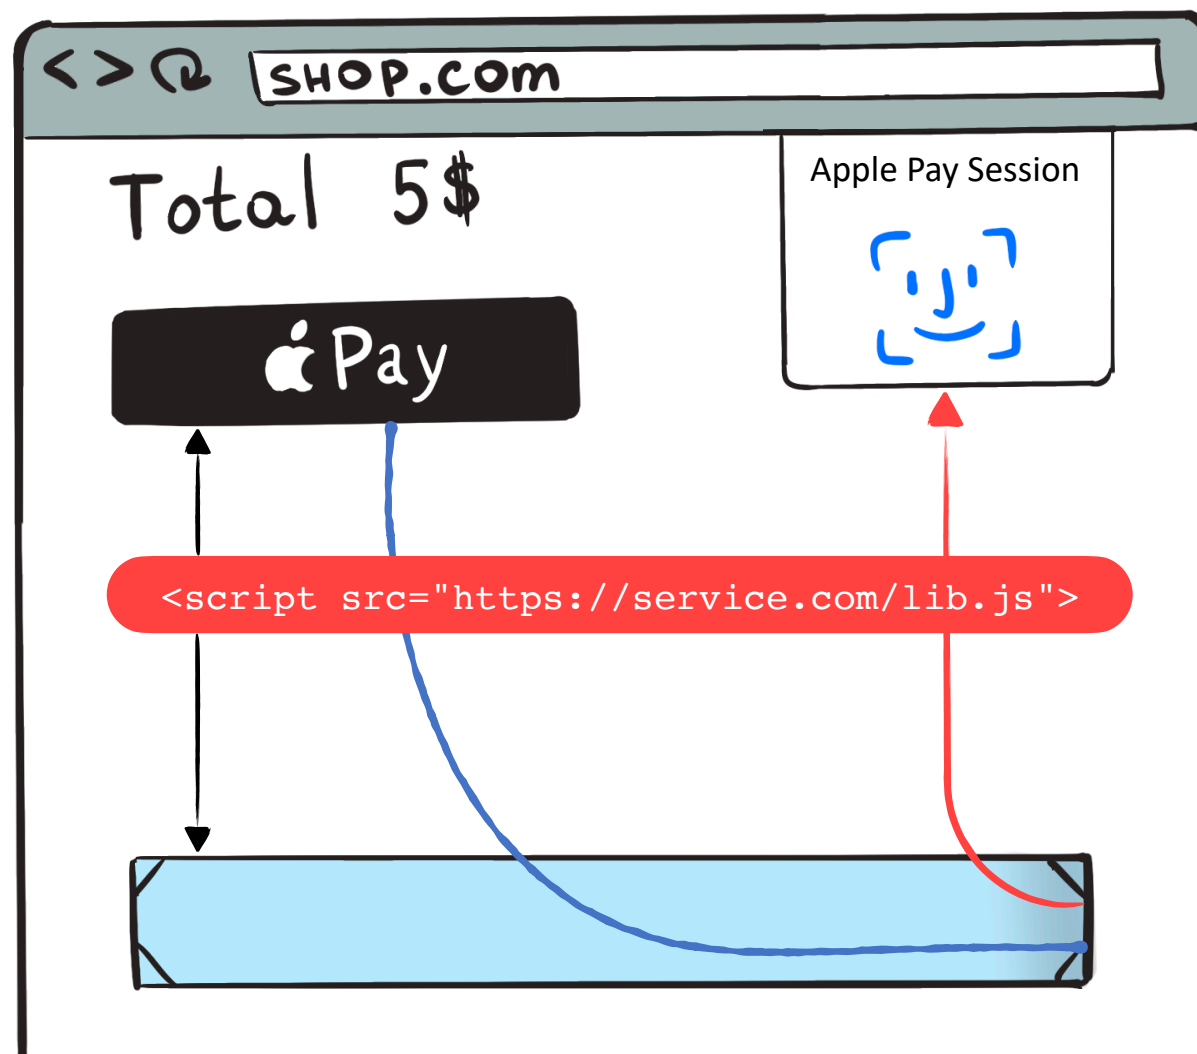 SHOP.COM
Total 5$
Apple Pay Session
Pay
<script src="https://service.com/lib.js">